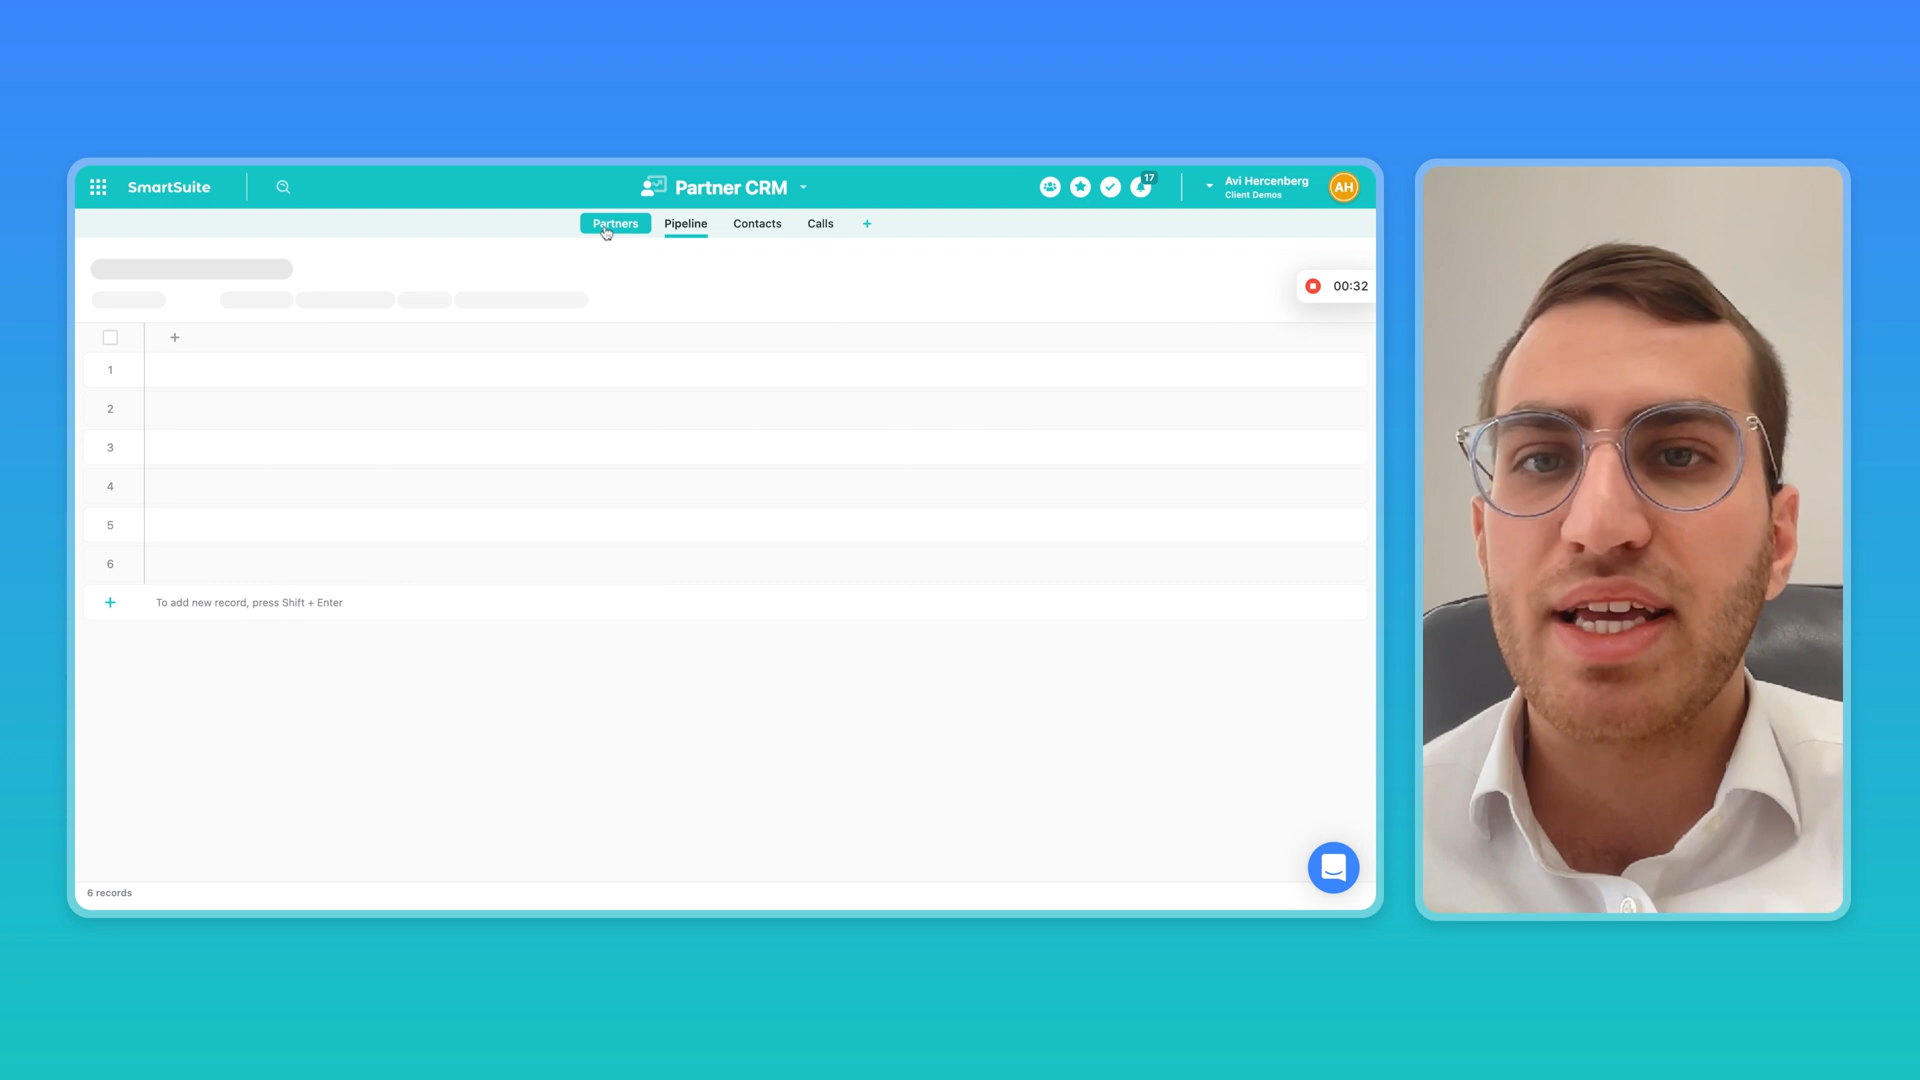 SmartSuite
Partner CRM
17
Avi Hercenberg
Client Demos
AH
Partners
Pipeline
Contacts
Calls
+
00:32
+
1
2
3
4
5
6
+ To add new record, press Shift + Enter
6 records